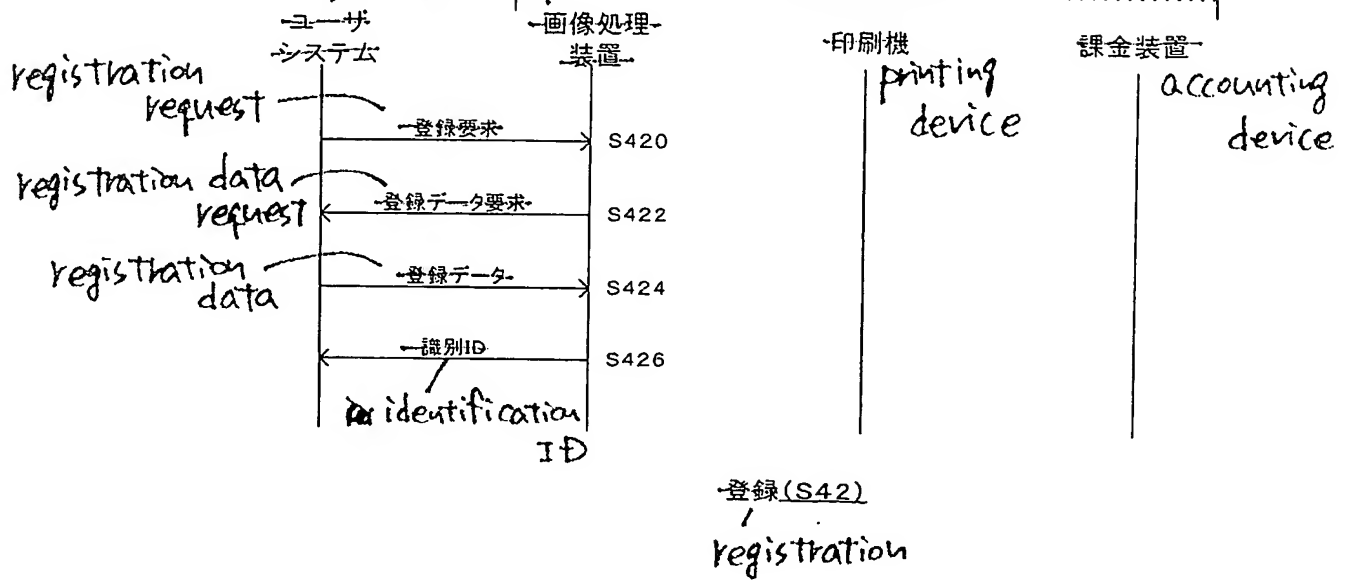 ユーザ
システム
画像処理
装置
印刷機
課金装置
printing
device
accounting
device
registration
request
登録要求
S420
registration data
request
登録データ要求
S422
registration
data
登録データ
S424
識別ID
S426
identification
ID
登録(S42)
registration